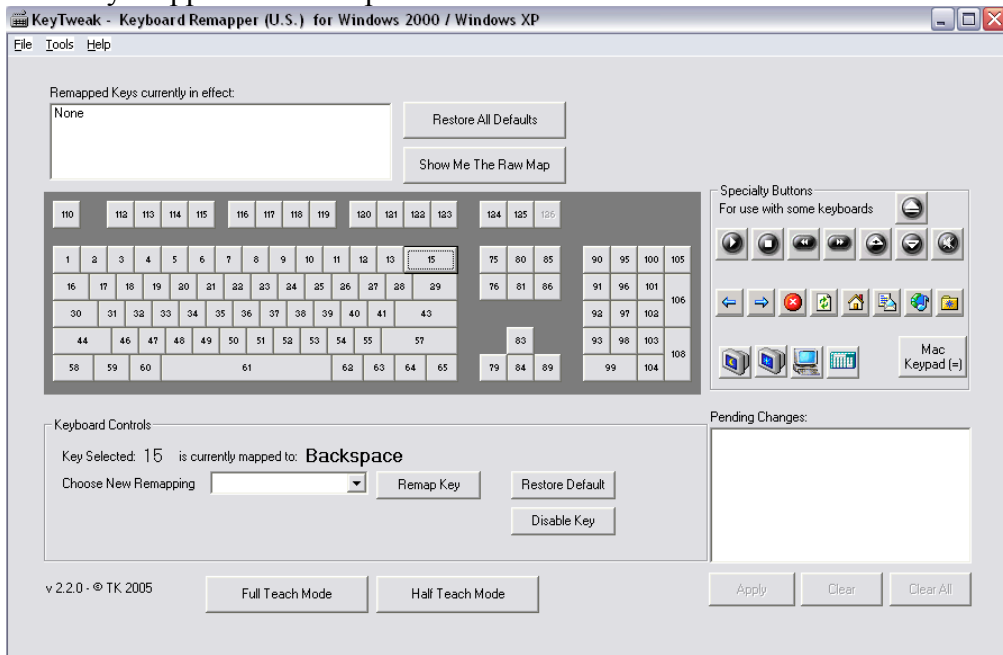 KeyTweak - Keyboard Remapper (U.S.) for Windows 2000 / Windows XP
File Tools Help
Remapped Keys currently in effect:
None
Restore All Defaults
Show Me The Raw Map
Specialty Buttons
For use with some keyboards
110 112 113 114 115 116 117 118 119 120 121 122 123 124 125 126
1 2 3 4 5 6 7 8 9 10 11 12 13 15 75 80 85 90 95 100 105
16 17 18 19 20 21 22 23 24 25 26 27 28 29 76 81 86 91 96 101
106
30 31 32 33 34 35 36 37 38 39 40 41 43 92 97 102
44 46 47 48 49 50 51 52 53 54 55 57 83 93 98 103
108
58 59 60 61 62 63 64 65 79 84 89 99 104
Mac
Keypad (=)
Keyboard Controls
Key Selected: 15 is currently mapped to: Backspace
Choose New Remapping
Remap Key
Restore Default
Disable Key
Pending Changes:
v 2.2.0 - © TK 2005
Full Teach Mode
Half Teach Mode
Apply
Clear
Clear All